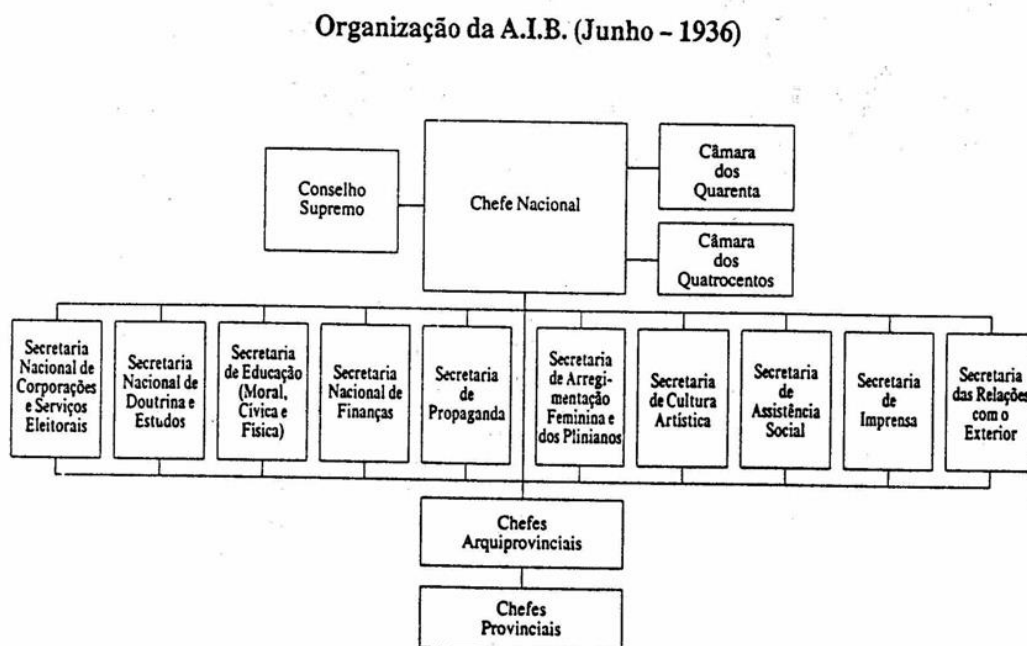 Organização da A.I.B. (Junho – 1936)
Conselho
Supremo
Chefe Nacional
Câmara
dos
Quarenta
Câmara
dos
Quatrocentos
Secretaria
Nacional de
Corporações
e Serviços
Eleitorais
Secretaria
Nacional de
Doutrina e
Estudos
Secretaria
de Educação
(Moral,
Cívica e
Física)
Secretaria
Nacional de
Finanças
Secretaria
de
Propaganda
Secretaria
de Arregi-
mentação
Feminina e
dos Plinianos
Secretaria
de Cultura
Artística
Secretaria
de
Assistência
Social
Secretaria
de
Imprensa
Secretaria
das Relações
com o
Exterior
Chefes
Arquiprovinciais
Chefes
Provinciais